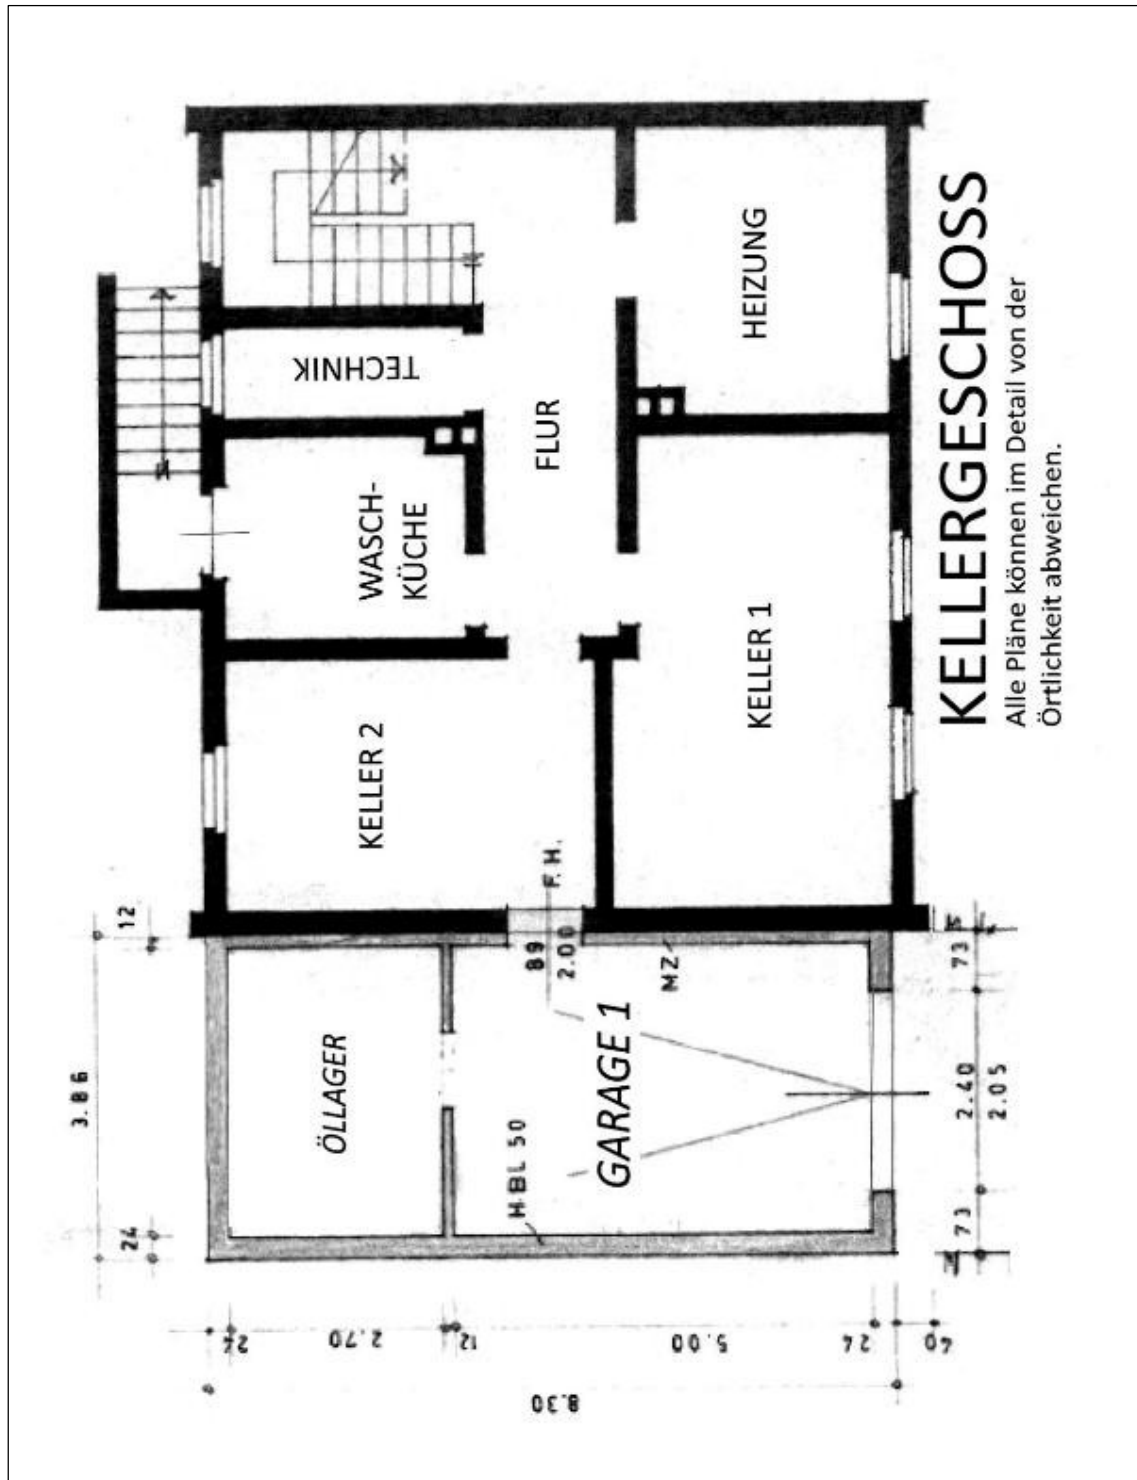 TECHNIK
HEIZUNG
WASCH-
KÜCHE
FLUR
KELLER 2
KELLER 1
ÖLLAGER
GARAGE 1
H BL 50
MZ
89
2.00
F.H.
12
3.86
24
73
2.40
2.05
73
24
2.70
12
5.00
24
40
8.30
KELLERGESCHOSS
Alle Pläne können im Detail von der
Örtlichkeit abweichen.